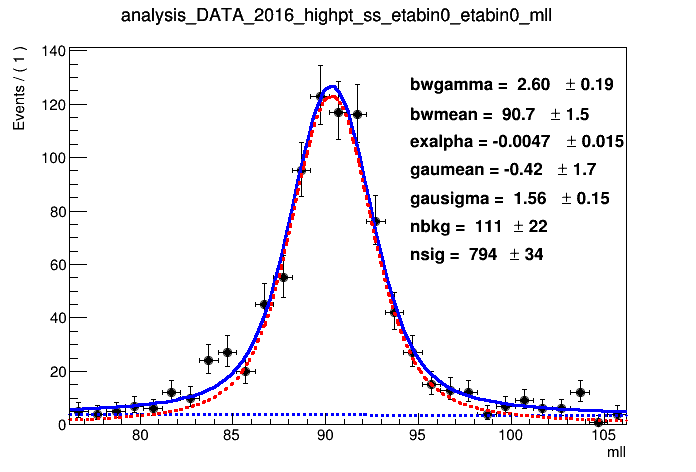 analysis_DATA_2016_highpt_ss_etabin0_etabin0_mll
Events / ( 1 )
140
120
100
80
60
40
20
0
bwgamma = 2.60 ± 0.19
bwmean = 90.7 ± 1.5
exalpha = -0.0047 ± 0.015
gaumean = -0.42 ± 1.7
gausigma = 1.56 ± 0.15
nbkg = 111 ± 22
nsig = 794 ± 34
80 85 90 95 100 105
mll